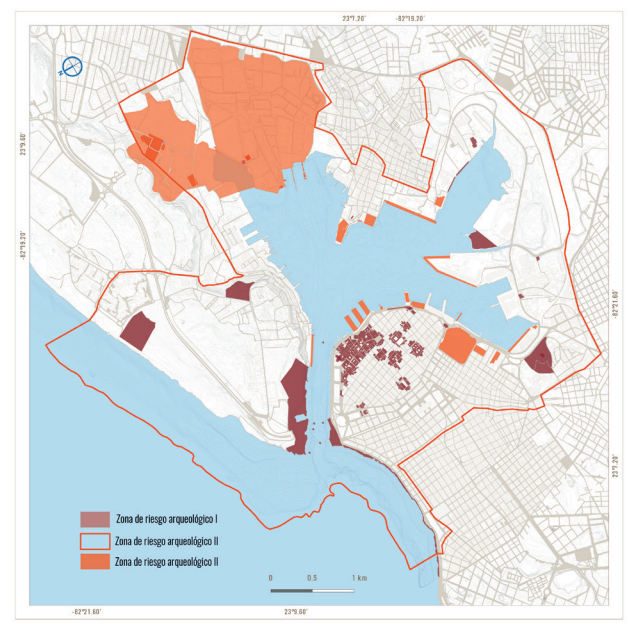 23°7.20' -82°19.20'
N
23°9.60'
-82°19.20'
-82°21.60'
23°7.20'
Zona de riesgo arqueológico I
Zona de riesgo arqueológico II
Zona de riesgo arqueológico II
0 0.5 1 km
-82°21.60' 23°9.60'